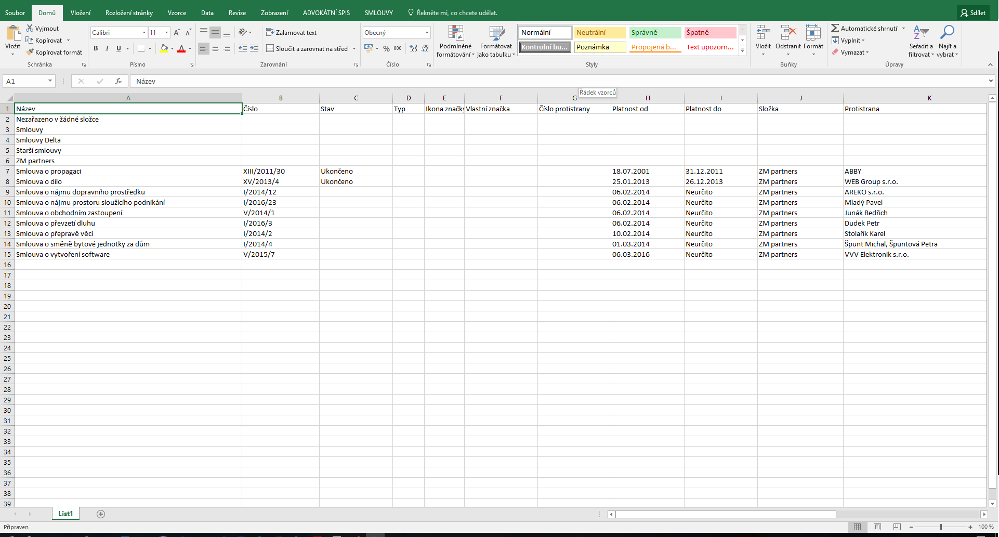 Soubor Domů Vložení Rozložení stránky Vzorce Data Revize Zobrazení ADVOKÁTNÍ SPIS SMLOUVY Řekněte mi, co chcete udělat. Sdílet
Vložit
Vyjmout
Kopírovat
Kopírovat formát
Schránka
Calibri 11
B I U
Písmo
Zalamovat text
Sloučit a zarovnat na střed
Zarovnání
Obecný
% 000
Číslo
Podmíněné formátování
Formátovat jako tabulku
Normální Neutrální Správně Špatně
Kontrolní bu... Poznámka Propojená b... Text upozorn...
Styly
Vložit Odstranit Formát
Buňky
Automatické shrnutí
Vyplnit
Vymazat
Seřadit a filtrovat
Najít a vybrat
Úpravy
A1 fx Název
Řádek vzorců
A B C D E F G H I J K
1 Název Číslo Stav Typ Ikona značky Vlastní značka Číslo protistrany Platnost od Platnost do Složka Protistrana
2 Nezařazeno v žádné složce
3 Smlouvy
4 Smlouvy Delta
5 Starší smlouvy
6 ZM partners
7 Smlouva o propagaci XIII/2011/30 Ukončeno 18.07.2001 31.12.2011 ZM partners ABBY
8 Smlouva o dílo XV/2013/4 Ukončeno 25.01.2013 26.12.2013 ZM partners WEB Group s.r.o.
9 Smlouva o nájmu dopravního prostředku I/2014/12 06.02.2014 Neurčito ZM partners AREKO s.r.o.
10 Smlouva o nájmu prostoru sloužícího podnikání I/2016/23 06.02.2014 Neurčito ZM partners Mladý Pavel
11 Smlouva o obchodním zastoupení V/2014/1 06.02.2014 Neurčito ZM partners Junák Bedřich
12 Smlouva o převzetí dluhu I/2016/3 06.02.2014 Neurčito ZM partners Dudek Petr
13 Smlouva o přepravě věci I/2014/2 10.02.2014 Neurčito ZM partners Stolařík Karel
14 Smlouva o směně bytové jednotky za dům I/2014/4 01.03.2014 Neurčito ZM partners Špunt Michal, Špuntová Petra
15 Smlouva o vytvoření software V/2015/7 06.03.2016 Neurčito ZM partners VVV Elektronik s.r.o.
16
17
18
19
20
21
22
23
24
25
26
27
28
29
30
31
32
33
34
35
36
37
38
39
List1
Připraven 100 %